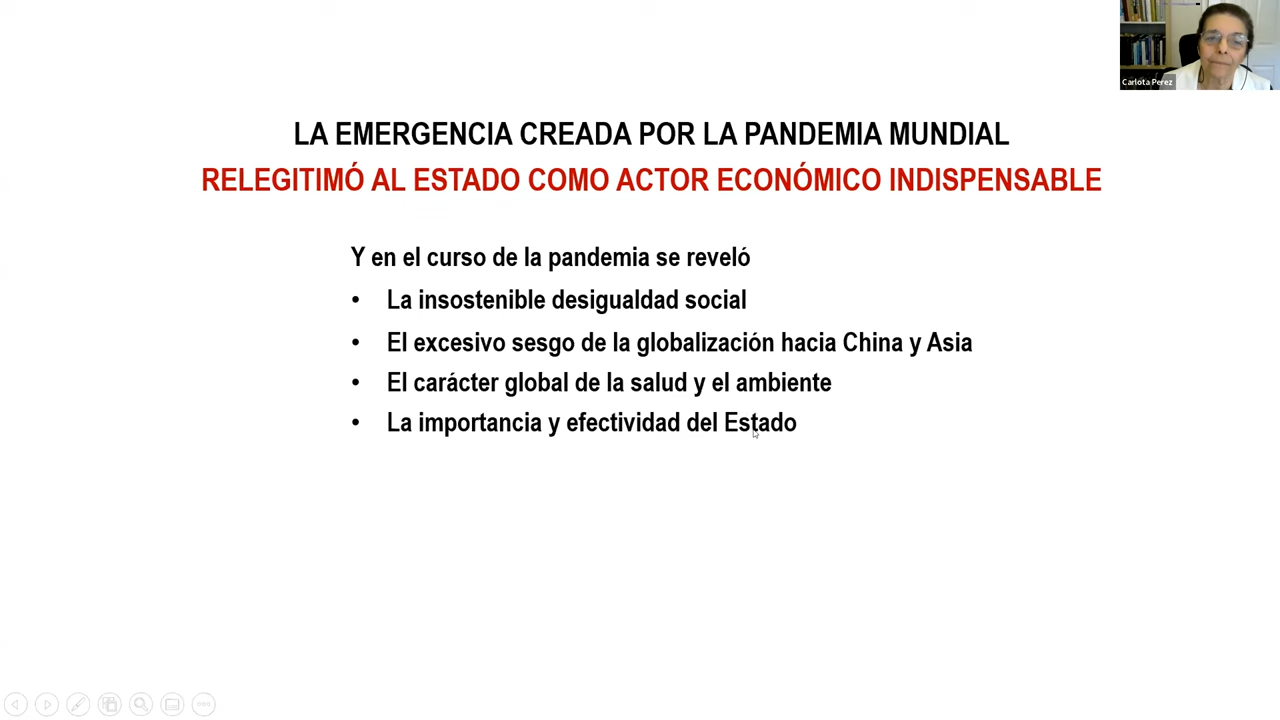 Carlota Perez
LA EMERGENCIA CREADA POR LA PANDEMIA MUNDIAL
RELEGITIMÓ AL ESTADO COMO ACTOR ECONÓMICO INDISPENSABLE
Y en el curso de la pandemia se reveló
• La insostenible desigualdad social
• El excesivo sesgo de la globalización hacia China y Asia
• El carácter global de la salud y el ambiente
• La importancia y efectividad del Estado